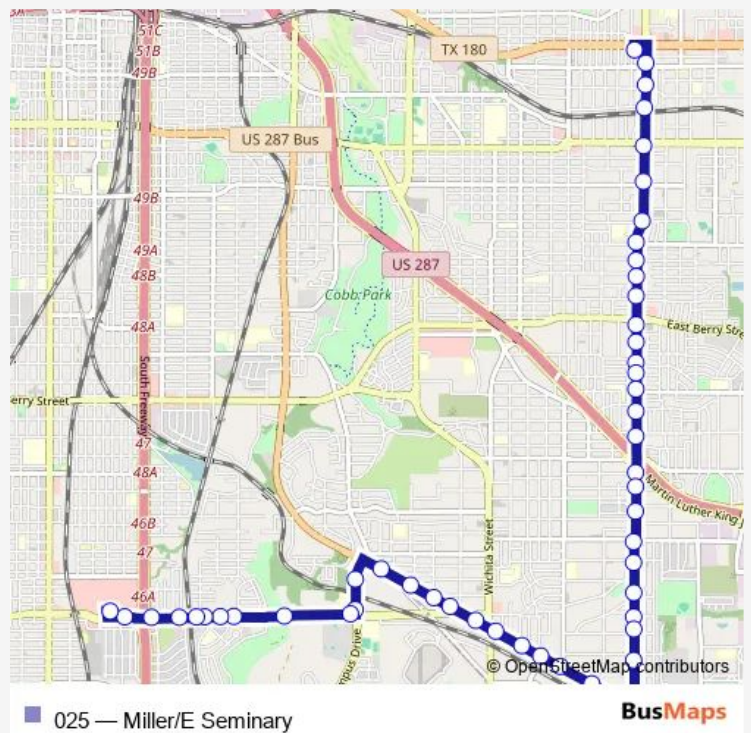 51C
51B
49B
TX 180
US 287 Bus
49B
49A
48B
US 287
Cobb Park
48A
East Berry Stre
South Freeway
erry Street
47
48A
Martin Luther King J
46B
47
Wichita Street
46A
mpus Drive
© OpenStreetMap contributors
025 — Miller/E Seminary
BusMaps